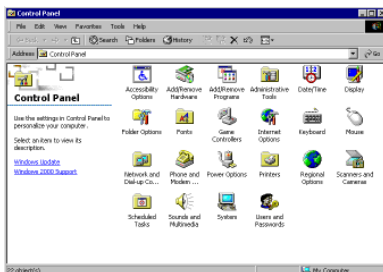 Control Panel
File Edit View Favorites Tools Help
Back Search Folders History
Address Control Panel Go
Control Panel
Use the settings in Control Panel to
personalize your computer.
Select an item to view its
description.
Windows Update
Windows 2000 Support
Accessibility
Options
Add/Remove
Hardware
Add/Remove
Programs
Administrative
Tools
Date/Time
Display
Folder Options
Fonts
Game
Controllers
Internet
Options
Keyboard
Mouse
Network and
Dial-up Co...
Phone and
Modem ...
Power Options
Printers
Regional
Options
Scanners and
Cameras
Scheduled
Tasks
Sounds and
Multimedia
System
Users and
Passwords
22 object(s) My Computer